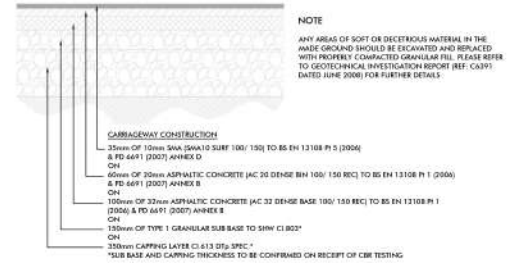 NOTE
ANY AREAS OF SOFT OR DECETRIOUS MATERIAL IN THE
MADE GROUND SHOULD BE EXCAVATED AND REPLACED
WITH PROPERLY COMPACTED GRANULAR FILL. PLEASE REFER
TO GEOTECHNICAL INVESTIGATION REPORT (REF: C6391
DATED JUNE 2008) FOR FURTHER DETAILS
CARRIAGEWAY CONSTRUCTION
35mm OF 10mm SMA (SMA10 SURF 100/ 150) TO BS EN 13108 Pt 5 (2006)
& PD 6691 (2007) ANNEX D
ON
60mm OF 20mm ASPHALTIC CONCRETE (AC 20 DENSE BIN 100/ 150 REC) TO BS EN 13108 Pt 1 (2006)
& PD 6691 (2007) ANNEX B
ON
100mm OF 32mm ASPHALTIC CONCRETE (AC 32 DENSE BASE 100/ 150 REC) TO BS EN 13108 Pt 1
(2006) & PD 6691 (2007) ANNEX B
ON
150mm OF TYPE 1 GRANULAR SUB BASE TO SHW Cl 803*
ON
350mm CAPPING LAYER Cl 613 DTp SPEC.*
*SUB BASE AND CAPPING THICKNESS TO BE CONFIRMED ON RECEIPT OF CBR TESTING